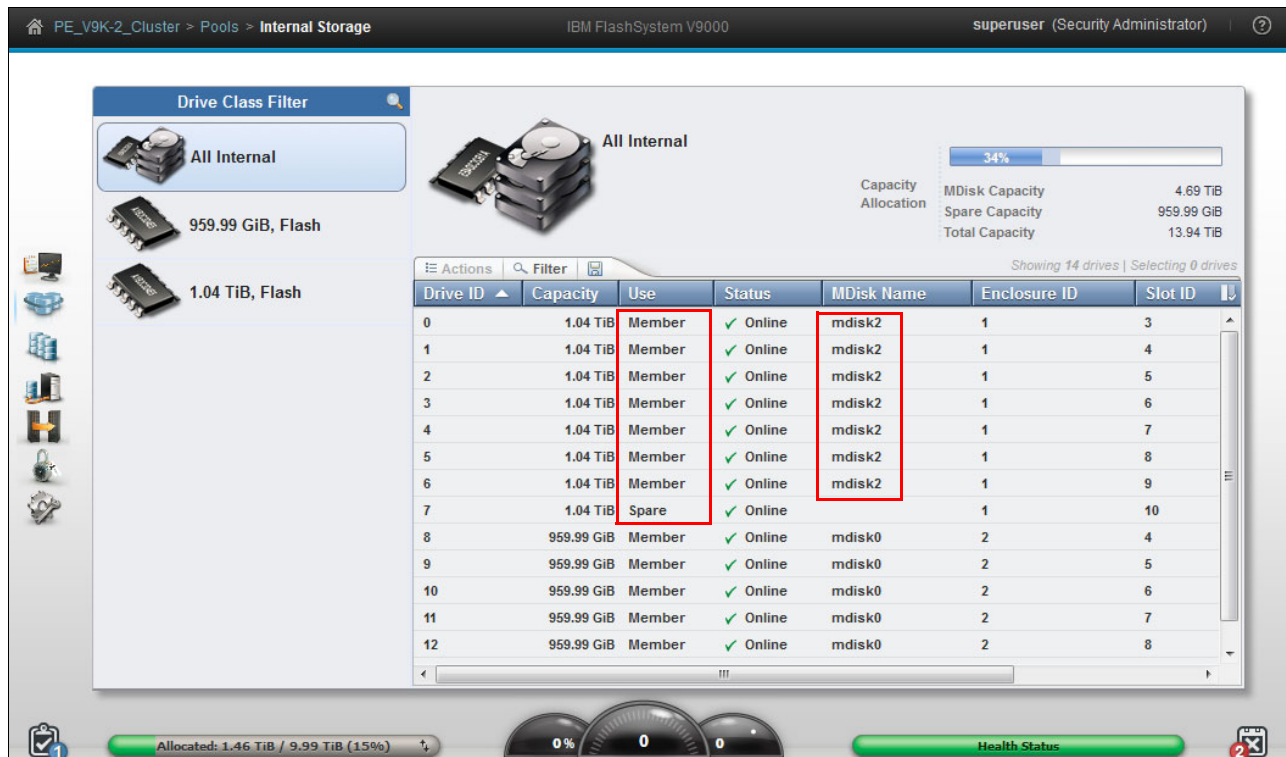 PE_V9K-2_Cluster > Pools > Internal Storage IBM FlashSystem V9000 superuser (Security Administrator) ?
Drive Class Filter
All Internal
959.99 GiB, Flash
1.04 TiB, Flash
All Internal
34%
Capacity Allocation
MDisk Capacity 4.69 TiB
Spare Capacity 959.99 GiB
Total Capacity 13.94 TiB
Actions Filter Showing 14 drives | Selecting 0 drives
Drive ID Capacity Use Status MDisk Name Enclosure ID Slot ID
0 1.04 TiB Member Online mdisk2 1 3
1 1.04 TiB Member Online mdisk2 1 4
2 1.04 TiB Member Online mdisk2 1 5
3 1.04 TiB Member Online mdisk2 1 6
4 1.04 TiB Member Online mdisk2 1 7
5 1.04 TiB Member Online mdisk2 1 8
6 1.04 TiB Member Online mdisk2 1 9
7 1.04 TiB Spare Online 1 10
8 959.99 GiB Member Online mdisk0 2 4
9 959.99 GiB Member Online mdisk0 2 5
10 959.99 GiB Member Online mdisk0 2 6
11 959.99 GiB Member Online mdisk0 2 7
12 959.99 GiB Member Online mdisk0 2 8
1 Allocated: 1.46 TiB / 9.99 TiB (15%) 0% 0 0 Health Status 2